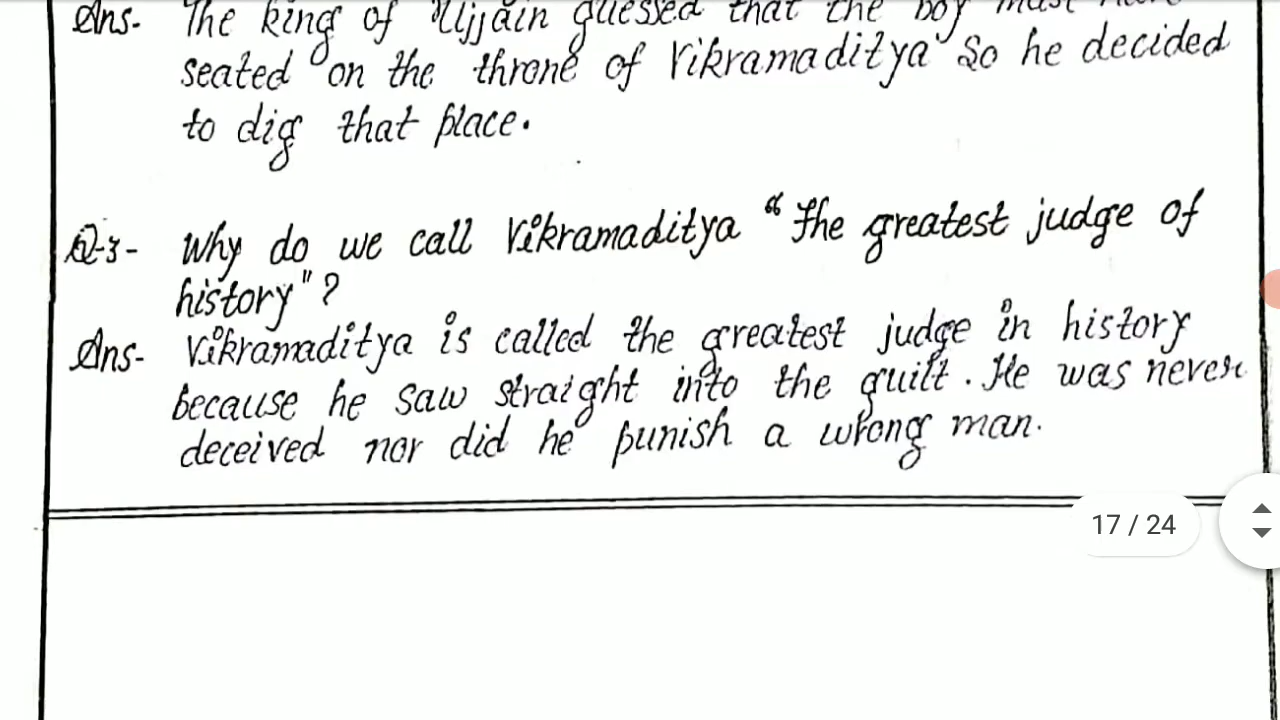 Ans- The king of Ujjain guessed that the boy must have
seated on the throne of Vikramaditya So he decided
to dig that place.
Q-3- Why do we call Vikramaditya "The greatest judge of
history"?
Ans- Vikramaditya is called the greatest judge in history
because he saw straight into the guilt. He was never
deceived nor did he punish a wrong man.
17 / 24